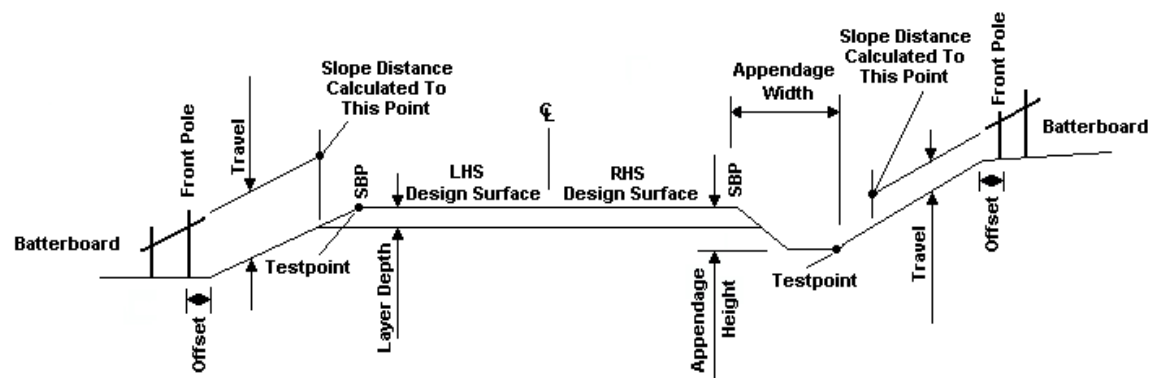 Slope Distance
Calculated To
This Point
Front Pole
Travel
Batterboard
Offset
SBP
Testpoint
Layer Depth
℄
LHS
Design Surface
RHS
Design Surface
SBP
Appendage
Width
Appendage
Height
Testpoint
Slope Distance
Calculated To
This Point
Front Pole
Batterboard
Offset
Travel